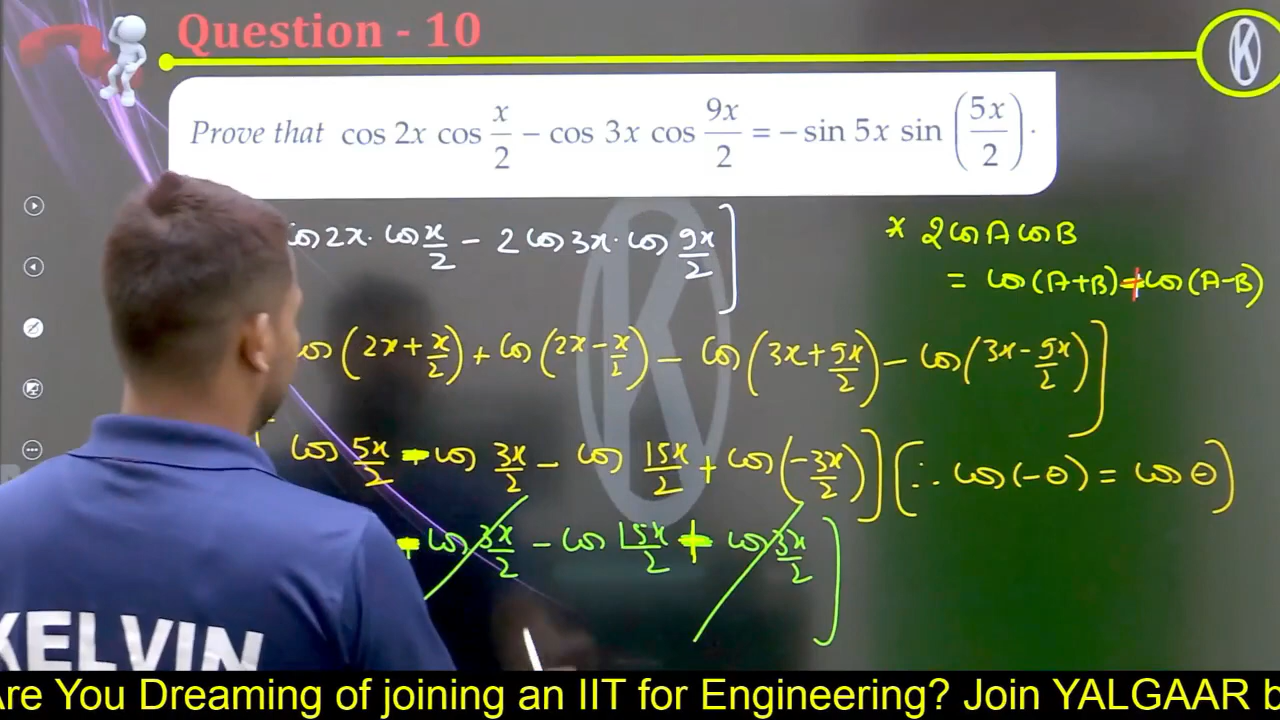 Question - 10
Prove that cos 2x cos x/2 − cos 3x cos 9x/2 = − sin 5x sin (5x/2).
cos 2x · cos x/2 − 2 cos 3x · cos 9x/2 ]
* 2 cos A cos B
= cos (A+B) + cos (A−B)
cos (2x + x/2) + cos (2x − x/2) − cos (3x + 9x/2) − cos (3x − 9x/2) ]
cos 5x/2 - cos 3x/2 − cos 15x/2 + cos (−3x/2) ] [∴ cos (−θ) = cos θ]
- cos 3x/2 − cos 15x/2 + cos 3x/2 ]
KELVIN
Are You Dreaming of joining an IIT for Engineering? Join YALGAAR